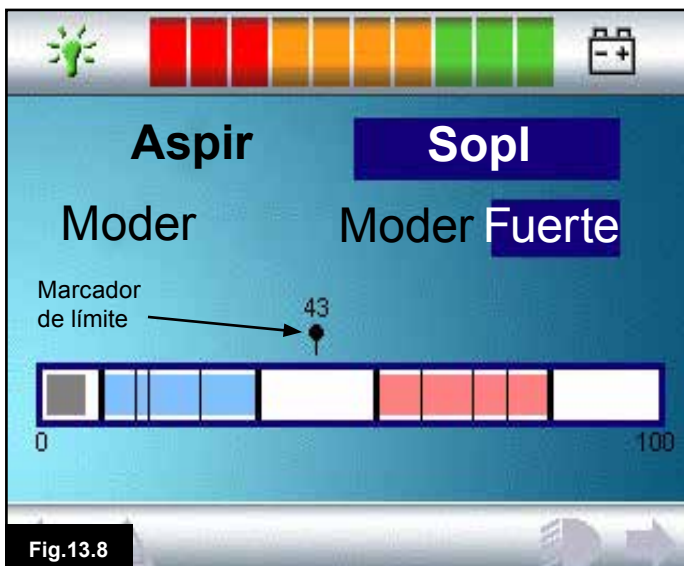 Aspir Sopl
Moder Moder Fuerte
Marcador
de límite
43
0 100
Fig.13.8